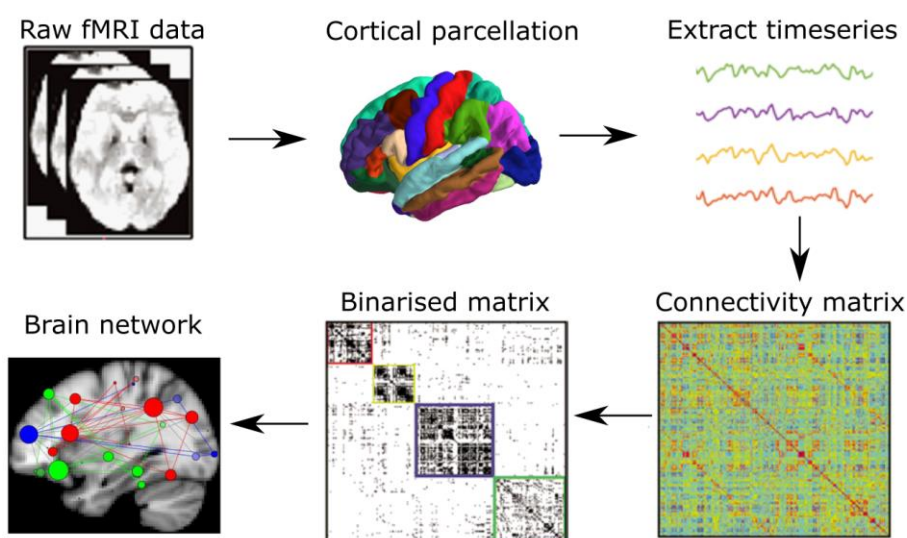 Raw fMRI data
Cortical parcellation
Extract timeseries
Brain network
Binarised matrix
Connectivity matrix